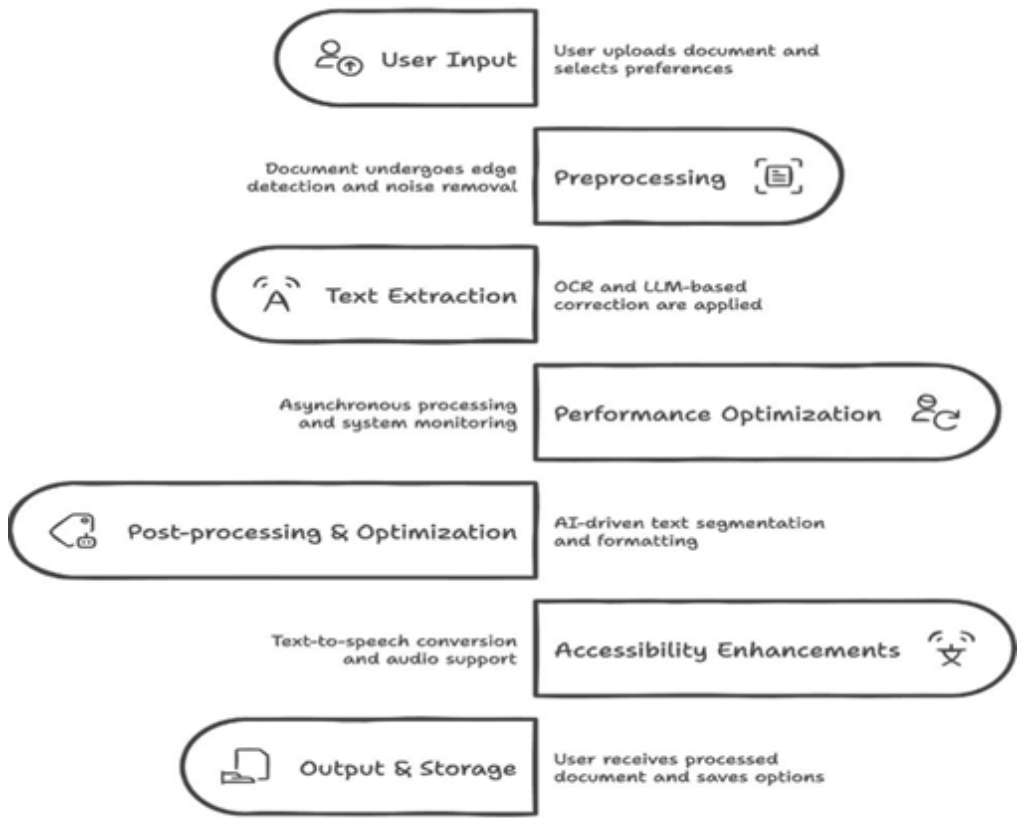 User Input
User uploads document and
selects preferences
Document undergoes edge
detection and noise removal
Preprocessing
Text Extraction
OCR and LLM-based
correction are applied
Asynchronous processing
and system monitoring
Performance Optimization
Post-processing & Optimization
AI-driven text segmentation
and formatting
Text-to-speech conversion
and audio support
Accessibility Enhancements
Output & Storage
User receives processed
document and saves options